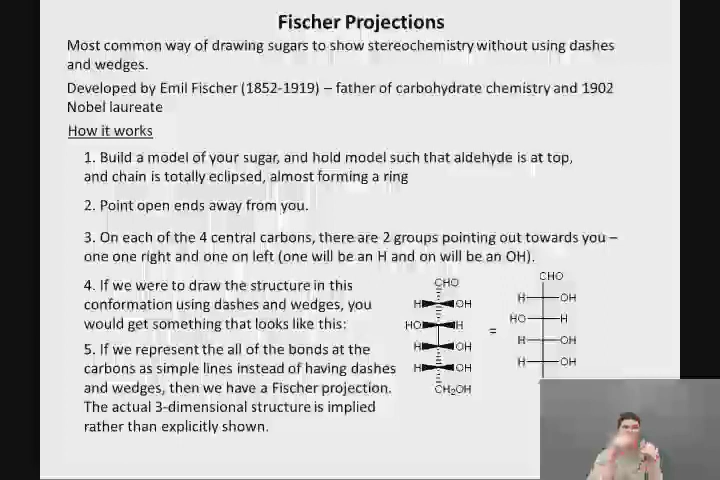 Fischer Projections
Most common way of drawing sugars to show stereochemistry without using dashes
and wedges.
Developed by Emil Fischer (1852-1919) – father of carbohydrate chemistry and 1902
Nobel laureate
How it works
1. Build a model of your sugar, and hold model such that aldehyde is at top,
and chain is totally eclipsed, almost forming a ring
2. Point open ends away from you.
3. On each of the 4 central carbons, there are 2 groups pointing out towards you –
one one right and one on left (one will be an H and on will be an OH).
4. If we were to draw the structure in this
conformation using dashes and wedges, you
would get something that looks like this:
5. If we represent the all of the bonds at the
carbons as simple lines instead of having dashes
and wedges, then we have a Fischer projection.
The actual 3-dimensional structure is implied
rather than explicitly shown.
CHO
H OH
HO H
H OH
H OH
CH₂OH
=
CHO
H OH
HO H
H OH
H OH